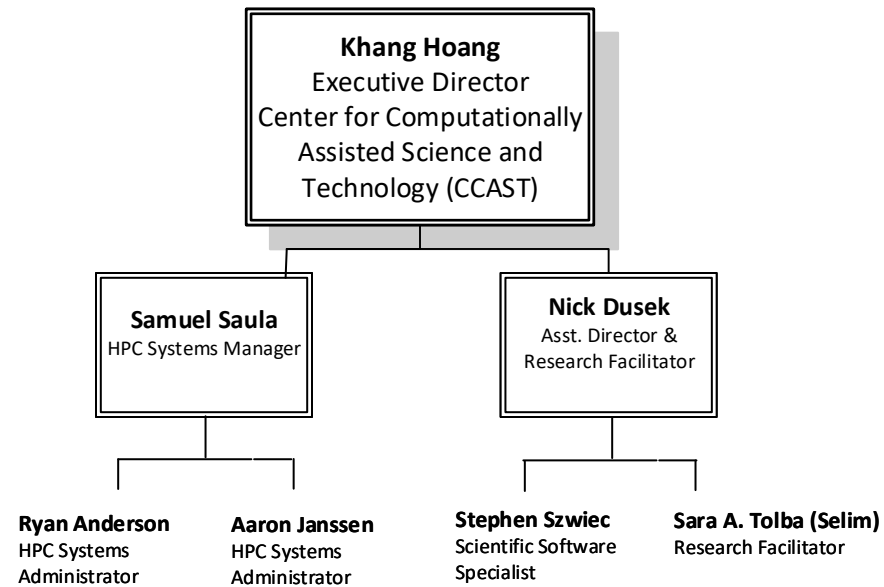 Khang Hoang
Executive Director
Center for Computationally
Assisted Science and
Technology (CCAST)
Samuel Saula
HPC Systems Manager
Nick Dusek
Asst. Director &
Research Facilitator
Ryan Anderson
HPC Systems
Administrator
Aaron Janssen
HPC Systems
Administrator
Stephen Szwiec
Scientific Software
Specialist
Sara A. Tolba (Selim)
Research Facilitator